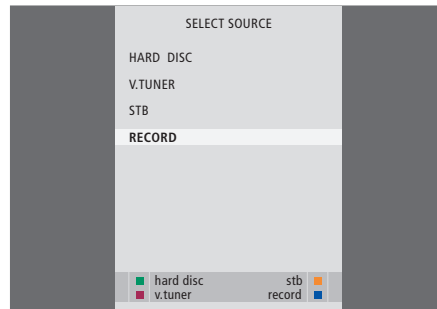 SELECT SOURCE
HARD DISC
V.TUNER
STB
RECORD
hard disc stb
v.tuner record